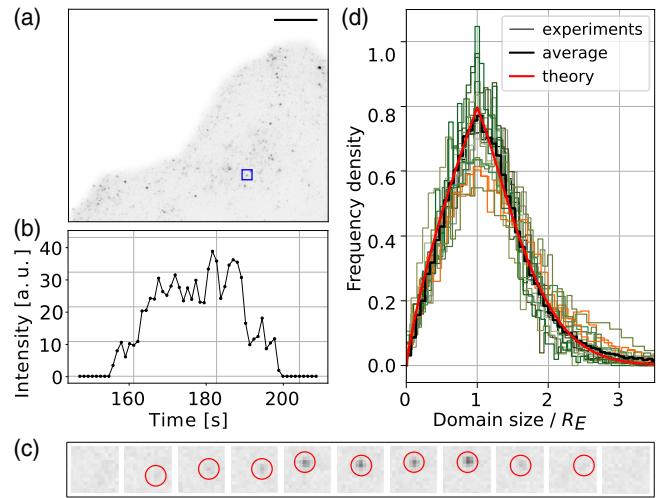 (a)
(b)
40
30
20
10
0
Intensity [a. u.]
160
180
200
Time [s]
(d)
experiments
average
theory
1.0
0.8
0.6
0.4
0.2
0.0
Frequency density
0
1
2
3
Domain size / R_E
(c)